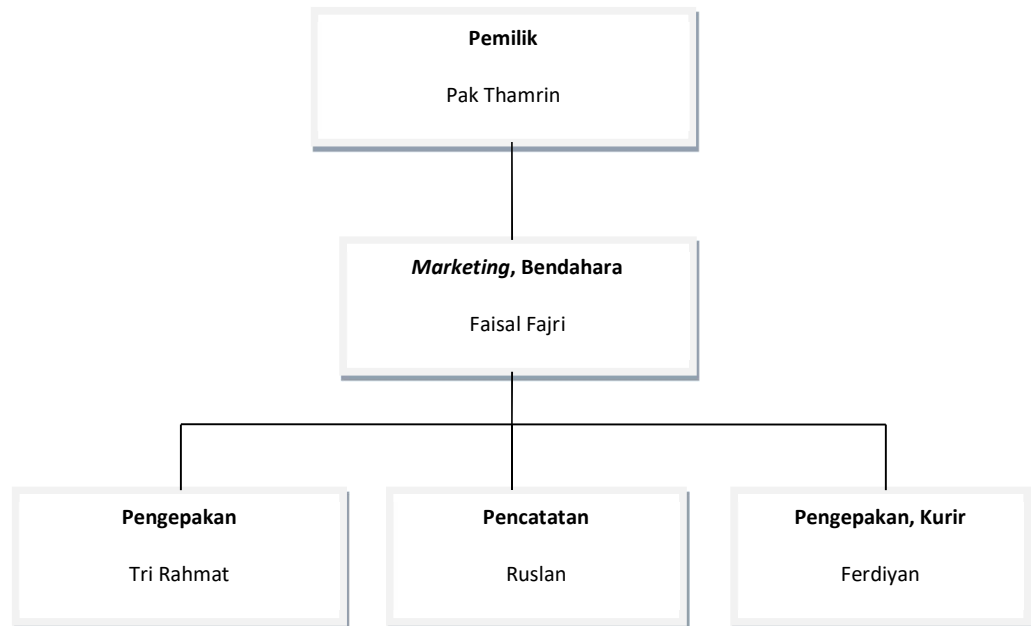 Pemilik
Pak Thamrin
Marketing, Bendahara
Faisal Fajri
Pengepakan
Tri Rahmat
Pencatatan
Ruslan
Pengepakan, Kurir
Ferdiyan